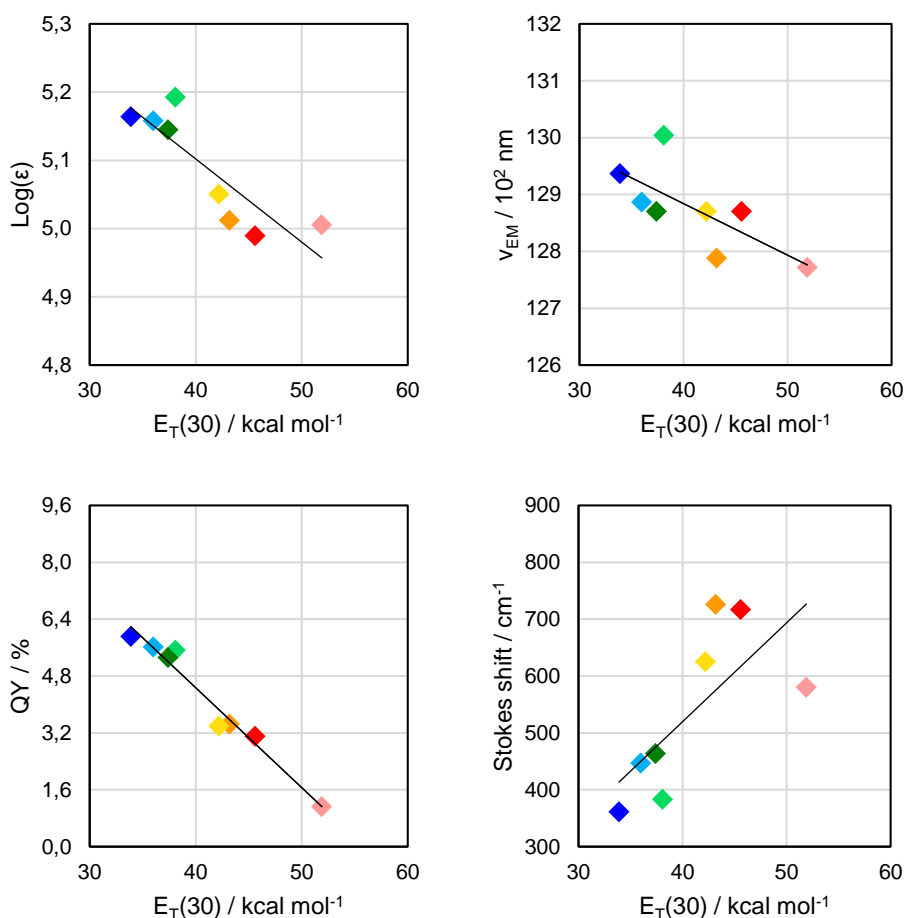 5,3
5,2
5,1
5,0
4,9
4,8
Log(ε)
30 40 50 60
E_T(30) / kcal mol⁻¹
132
131
130
129
128
127
126
ν_EM / 10² nm
30 40 50 60
E_T(30) / kcal mol⁻¹
9,6
8,0
6,4
4,8
3,2
1,6
0,0
QY / %
30 40 50 60
E_T(30) / kcal mol⁻¹
900
800
700
600
500
400
300
Stokes shift / cm⁻¹
30 40 50 60
E_T(30) / kcal mol⁻¹